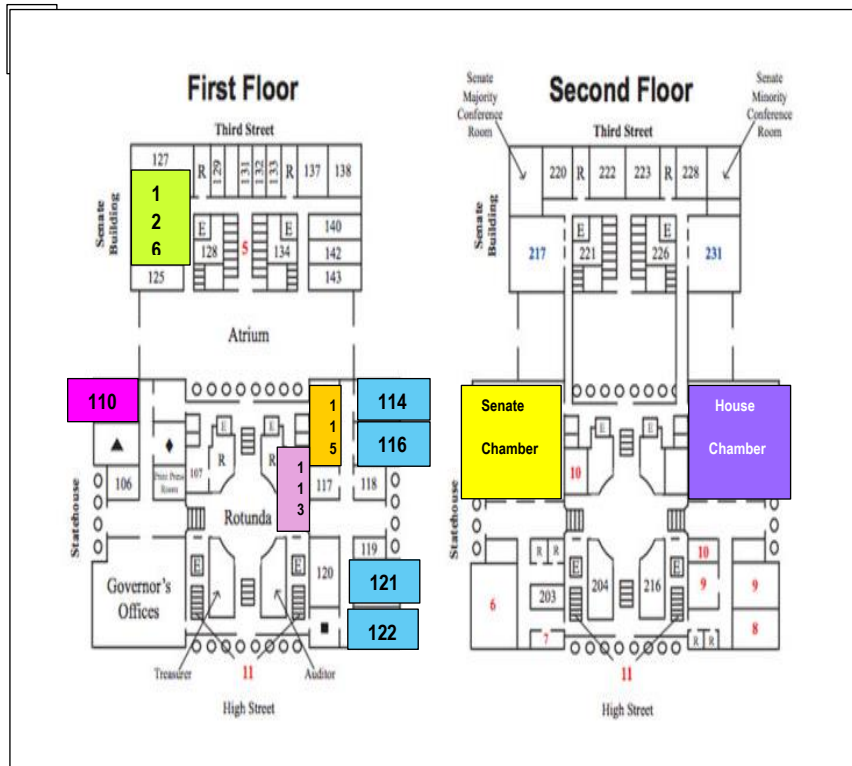 First Floor
Third Street
127
R
129
131
132
133
R
137
138
1
2
6
Senate
Building
E
128
5
E
134
140
142
143
125
Atrium
110
1
1
5
114
116
E
E
R
R
107
106
Print Press
Room
1
1
3
117
118
Rotunda
Statehouse
119
Governor's
Offices
E
E
120
121
122
Treasurer
11
Auditor
High Street
Second Floor
Senate
Majority
Conference
Room
Senate
Minority
Conference
Room
Third Street
220
R
222
223
R
228
Senate
Building
E
221
E
226
217
231
Senate
Chamber
House
Chamber
E
E
10
Statehouse
R
R
E
E
10
6
203
204
216
9
9
7
8
R
R
11
High Street